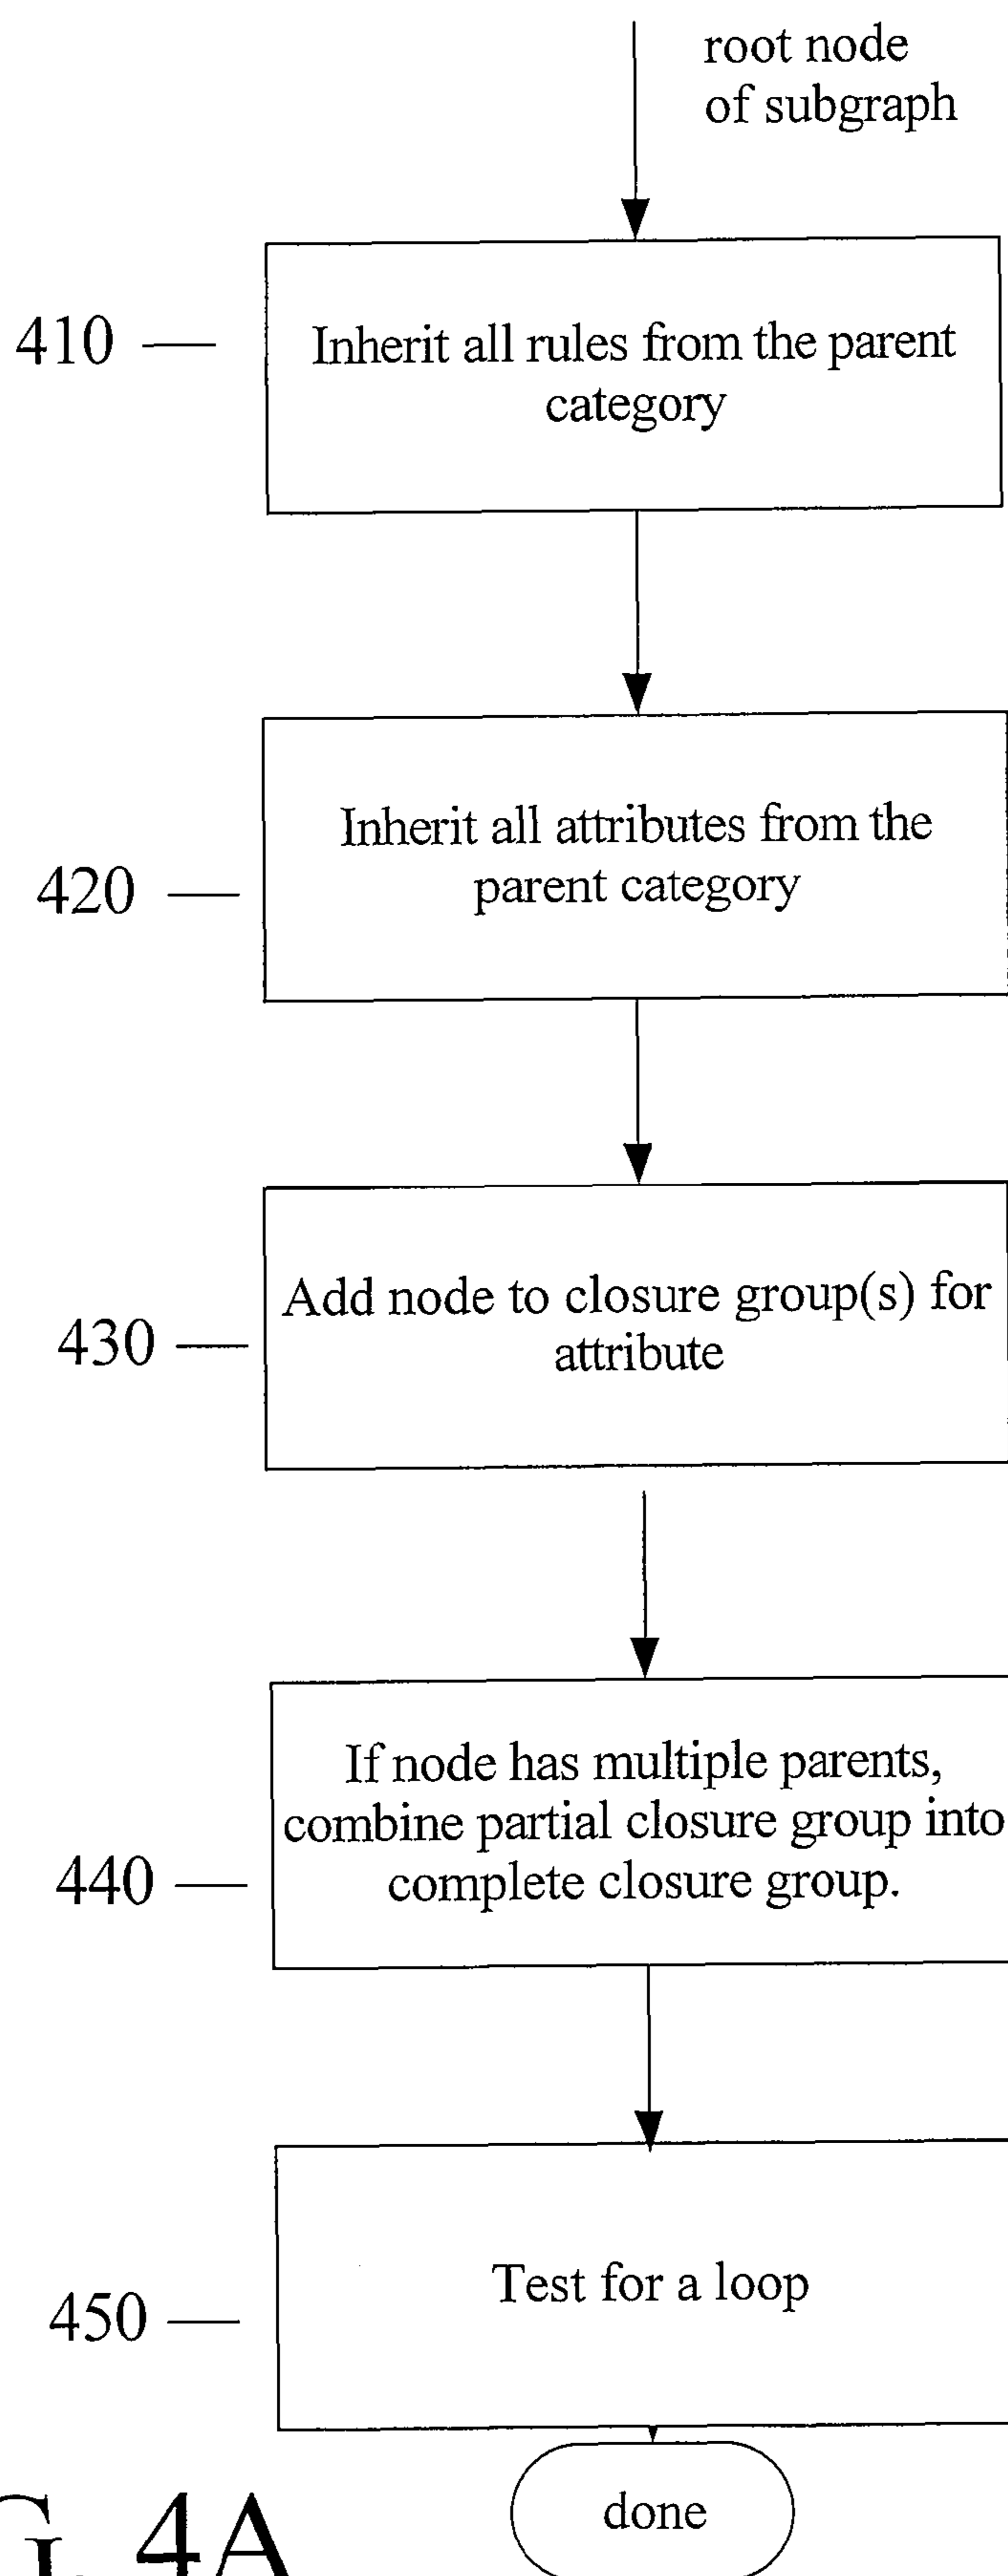 root node
of subgraph
410
Inherit all rules from the parent
category
420
Inherit all attributes from the
parent category
430
Add node to closure group(s) for
attribute
440
If node has multiple parents,
combine partial closure group into
complete closure group.
450
Test for a loop
done
4A